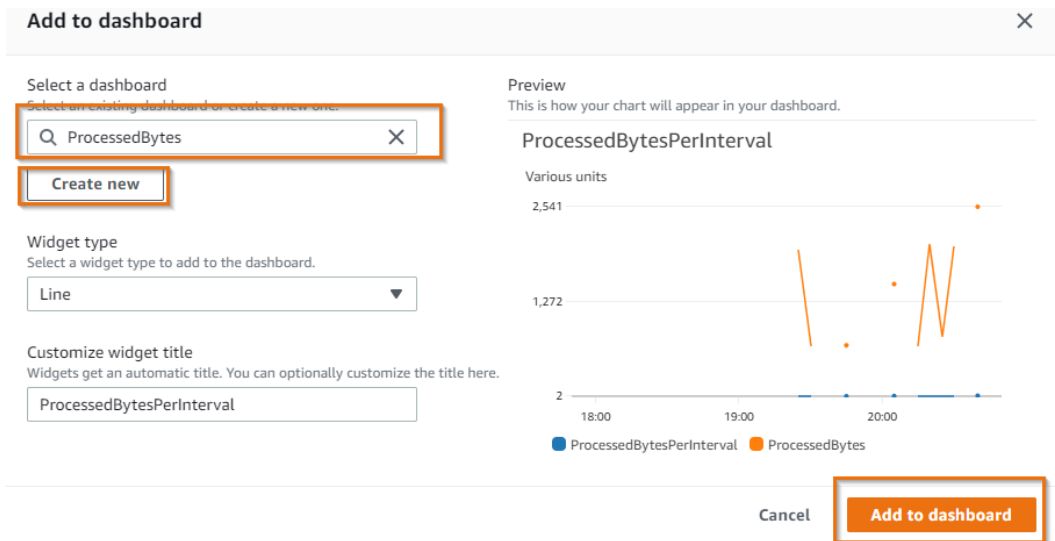 Add to dashboard
Select a dashboard
Select an existing dashboard or create a new one.
ProcessedBytes
Create new
Widget type
Select a widget type to add to the dashboard.
Line
Customize widget title
Widgets get an automatic title. You can optionally customize the title here.
ProcessedBytesPerInterval
Preview
This is how your chart will appear in your dashboard.
ProcessedBytesPerInterval
Various units
2,541
1,272
2
18:00 19:00 20:00
ProcessedBytesPerInterval ProcessedBytes
Cancel Add to dashboard